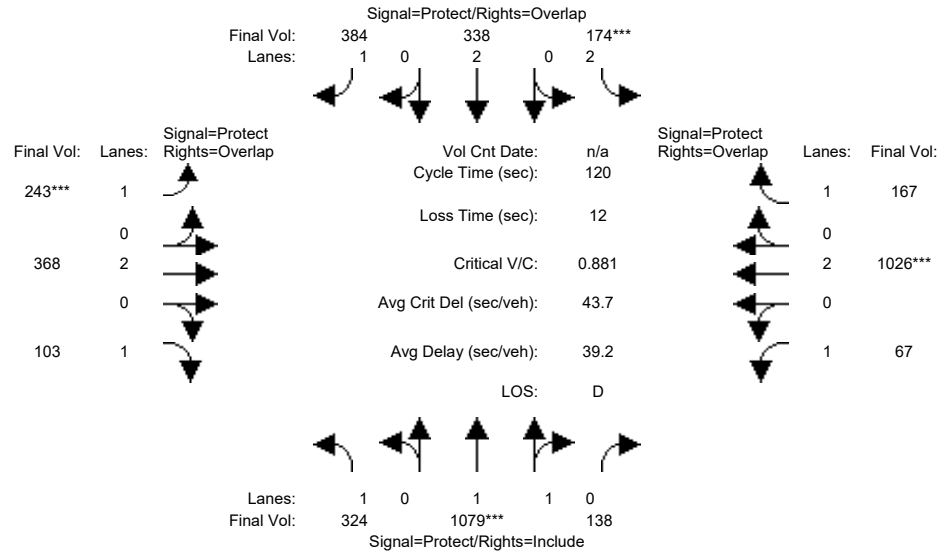 Signal=Protect/Rights=Overlap
Final Vol: 384 338 174***
Lanes: 1 0 2 0 2
Signal=Protect Signal=Protect
Final Vol: Lanes: Rights=Overlap Vol Cnt Date: n/a Rights=Overlap Lanes: Final Vol:
Cycle Time (sec): 120
243*** 1 1 167
Loss Time (sec): 12
0 0
368 2 Critical V/C: 0.881 2 1026***
0 Avg Crit Del (sec/veh): 43.7 0
103 1 Avg Delay (sec/veh): 39.2 1 67
LOS: D
Lanes: 1 0 1 1 0
Final Vol: 324 1079*** 138
Signal=Protect/Rights=Include